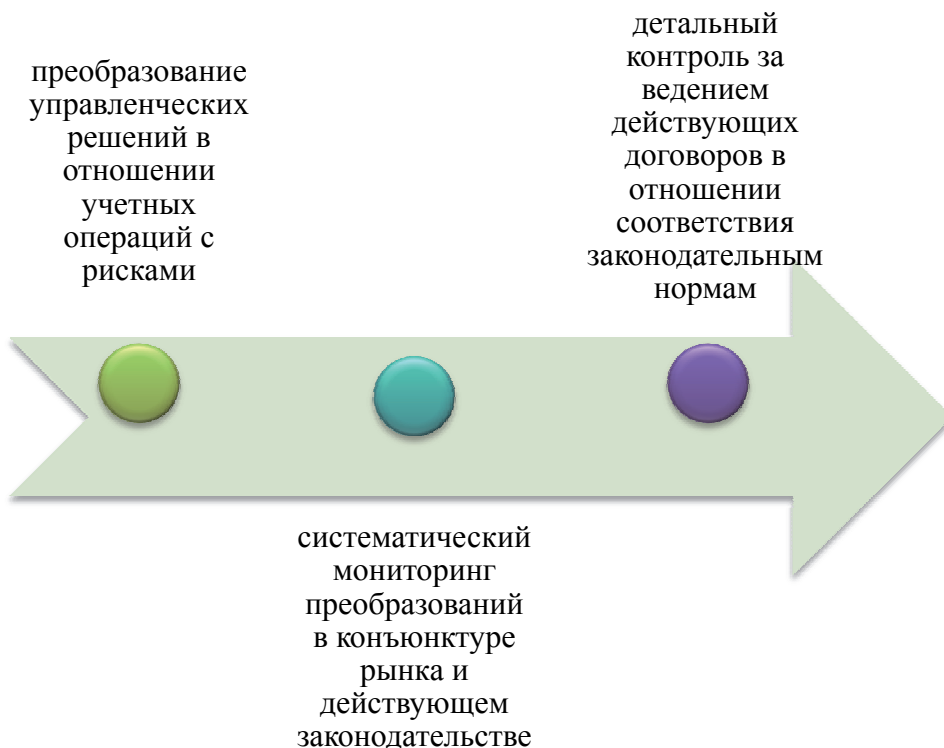 преобразование
управленческих
решений в
отношении
учетных
операций с
рисками
систематический
мониторинг
преобразований
в конъюнктуре
рынка и
действующем
законодательстве
детальный
контроль за
ведением
действующих
договоров в
отношении
соответствия
законодательным
нормам